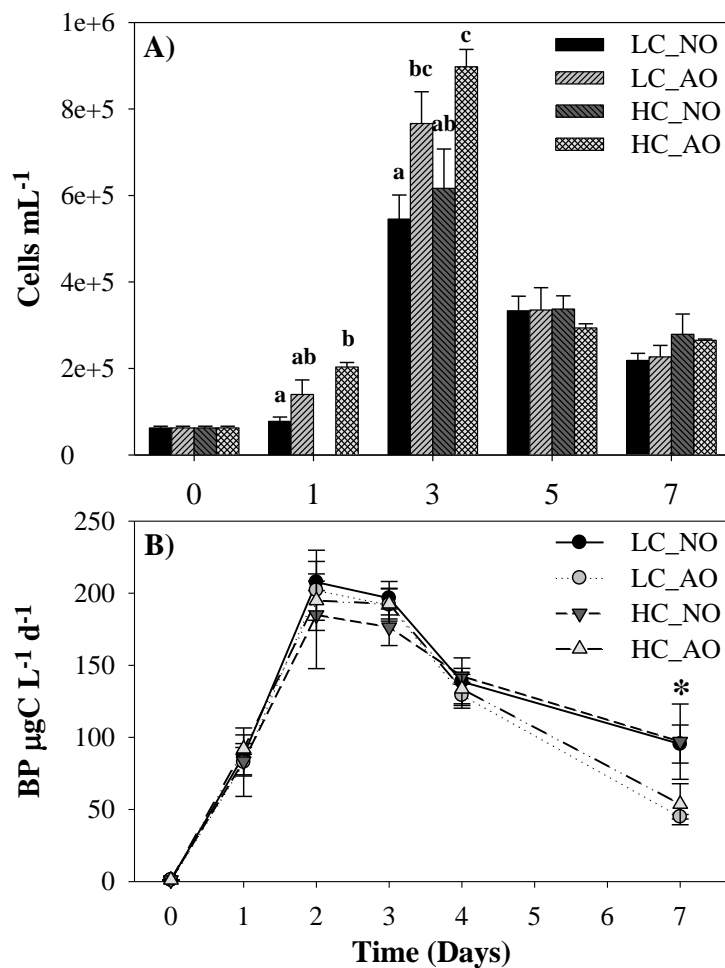 A)
LC_NO
LC_AO
HC_NO
HC_AO
1e+6
8e+5
6e+5
4e+5
2e+5
0
Cells mL⁻¹
a
ab
b
a
bc
ab
c
0 1 3 5 7
B)
LC_NO
LC_AO
HC_NO
HC_AO
250
200
150
100
50
0
BP µgC L⁻¹ d⁻¹
*
0 1 2 3 4 5 6 7
Time (Days)